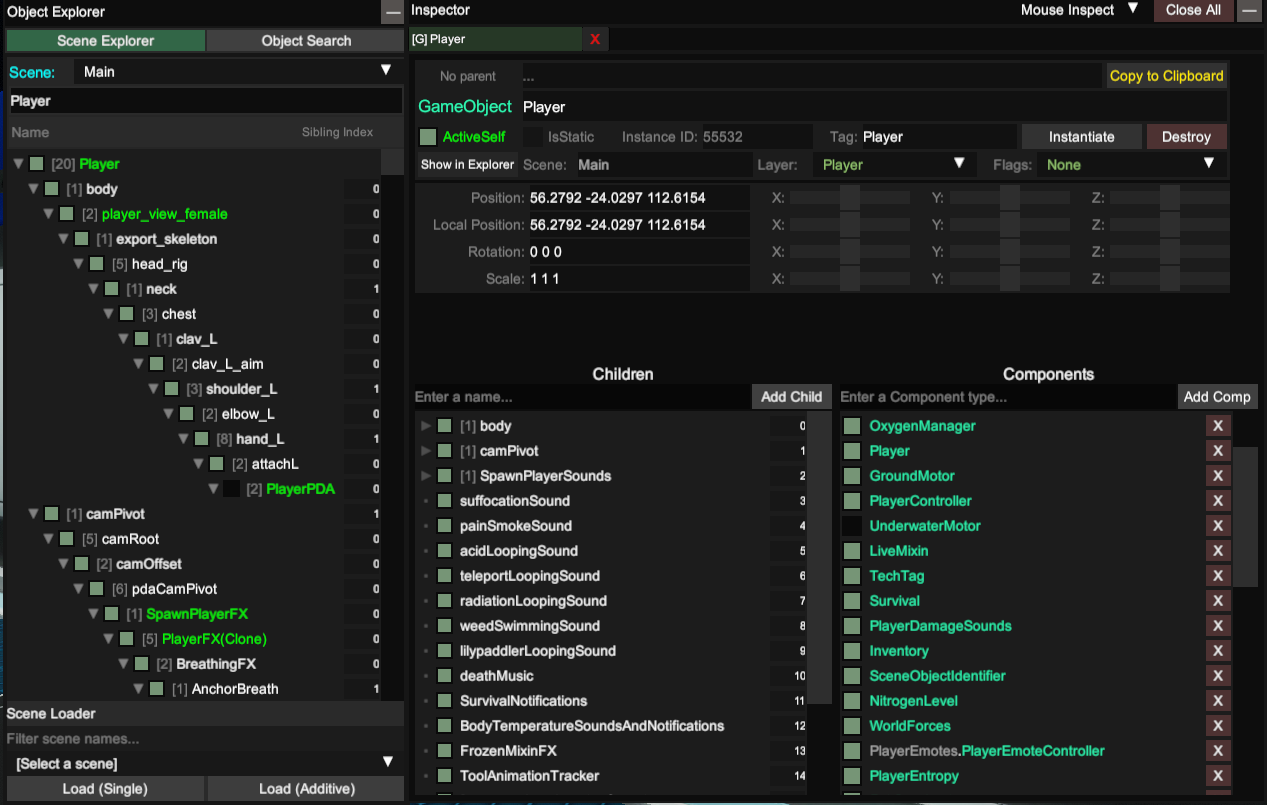 Object Explorer
—
Scene Explorer
Object Search
Scene:
Main
▼
Player
Name
Sibling Index
▼ [20] Player
▼ [1] body 0
▼ [2] player_view_female 0
▼ [1] export_skeleton 0
▼ [5] head_rig 0
▼ [1] neck 1
▼ [3] chest 0
▼ [1] clav_L 0
▼ [2] clav_L_aim 0
▼ [3] shoulder_L 1
▼ [2] elbow_L 0
▼ [8] hand_L 1
▼ [2] attachL 0
▼ [2] PlayerPDA 0
▼ [1] camPivot 1
▼ [5] camRoot 0
▼ [2] camOffset 0
▼ [6] pdaCamPivot 0
▼ [1] SpawnPlayerFX 0
▼ [5] PlayerFX(Clone) 0
▼ [2] BreathingFX 0
▼ [1] AnchorBreath 1
Scene Loader
Filter scene names...
[Select a scene] ▼
Load (Single)
Load (Additive)
Inspector
Mouse Inspect ▼
Close All
—
[G] Player X
No parent ... Copy to Clipboard
GameObject Player
ActiveSelf IsStatic Instance ID: 55532 Tag: Player Instantiate Destroy
Show in Explorer Scene: Main Layer: Player ▼ Flags: None ▼
Position: 56.2792 -24.0297 112.6154 X: Y: Z:
Local Position: 56.2792 -24.0297 112.6154 X: Y: Z:
Rotation: 0 0 0 X: Y: Z:
Scale: 1 1 1 X: Y: Z:
Children
Enter a name... Add Child
► [1] body 0
► [1] camPivot 1
► [1] SpawnPlayerSounds 2
suffocationSound 3
painSmokeSound 4
acidLoopingSound 5
teleportLoopingSound 6
radiationLoopingSound 7
weedSwimmingSound 8
lilypaddlerLoopingSound 9
deathMusic 10
SurvivalNotifications 11
BodyTemperatureSoundsAndNotifications 12
FrozenMixinFX 13
ToolAnimationTracker 14
Components
Enter a Component type... Add Comp
OxygenManager X
Player X
GroundMotor X
PlayerController X
UnderwaterMotor X
LiveMixin X
TechTag X
Survival X
PlayerDamageSounds X
Inventory X
SceneObjectIdentifier X
NitrogenLevel X
WorldForces X
PlayerEmotes.PlayerEmoteController X
PlayerEntropy X